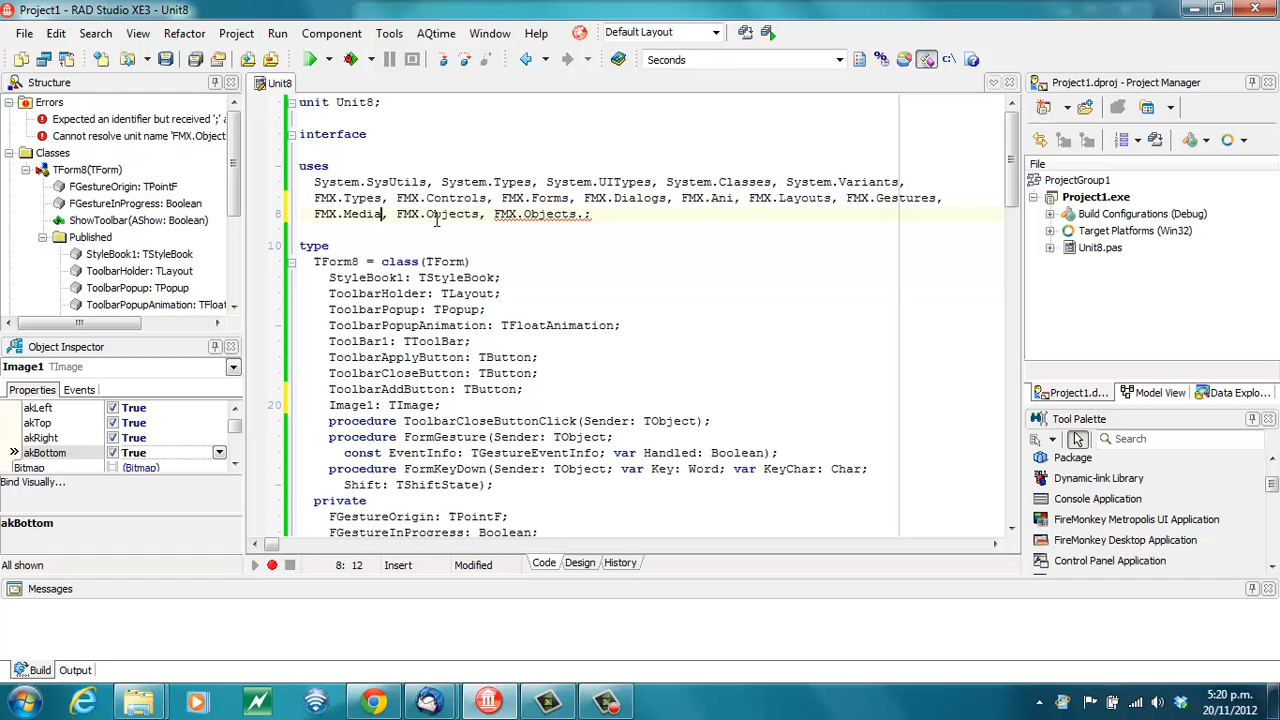 Project1 - RAD Studio XE3 - Unit8
File Edit Search View Refactor Project Run FMX Component Tools AQtime Window Help Default Layout
Seconds C:\
Structure
Errors
Expected an identifier but received ';'
Cannot resolve unit name 'FMX.Object
Classes
TForm8(TForm)
FGestureOrigin: TPointF
FGestureInProgress: Boolean
ShowToolbar(AShow: Boolean)
Published
StyleBook1: TStyleBook
ToolbarHolder: TLayout
ToolbarPopup: TPopup
ToolbarPopupAnimation: TFloat
Object Inspector
Image1 TImage
Properties Events
akLeft True
akTop True
akRight True
akBottom True
Bitmap (Bitmap)
Bind Visually...
akBottom
All shown
Unit8
unit Unit8;
interface
uses
System.SysUtils, System.Types, System.UITypes, System.Classes, System.Variants,
FMX.Types, FMX.Controls, FMX.Forms, FMX.Dialogs, FMX.Ani, FMX.Layouts, FMX.Gestures,
8 FMX.Media, FMX.Objects, FMX.Objects.;
10 type
TForm8 = class(TForm)
StyleBook1: TStyleBook;
ToolbarHolder: TLayout;
ToolbarPopup: TPopup;
ToolbarPopupAnimation: TFloatAnimation;
ToolBar1: TToolBar;
ToolbarApplyButton: TButton;
ToolbarCloseButton: TButton;
ToolbarAddButton: TButton;
20 Image1: TImage;
procedure ToolbarCloseButtonClick(Sender: TObject);
procedure FormGesture(Sender: TObject;
const EventInfo: TGestureEventInfo; var Handled: Boolean);
procedure FormKeyDown(Sender: TObject; var Key: Word; var KeyChar: Char;
Shift: TShiftState);
private
FGestureOrigin: TPointF;
FGestureInProgress: Boolean;
8: 12 Insert Modified Code Design History
Project1.dproj - Project Manager
File
ProjectGroup1
Project1.exe
Build Configurations (Debug)
Target Platforms (Win32)
Unit8.pas
Project1.d... Model View Data Explo...
Tool Palette
Search
Package
Dynamic-link Library
Console Application
FireMonkey Metropolis UI Application
FireMonkey Desktop Application
Control Panel Application
Messages
Build Output
5:20 p.m.
20/11/2012